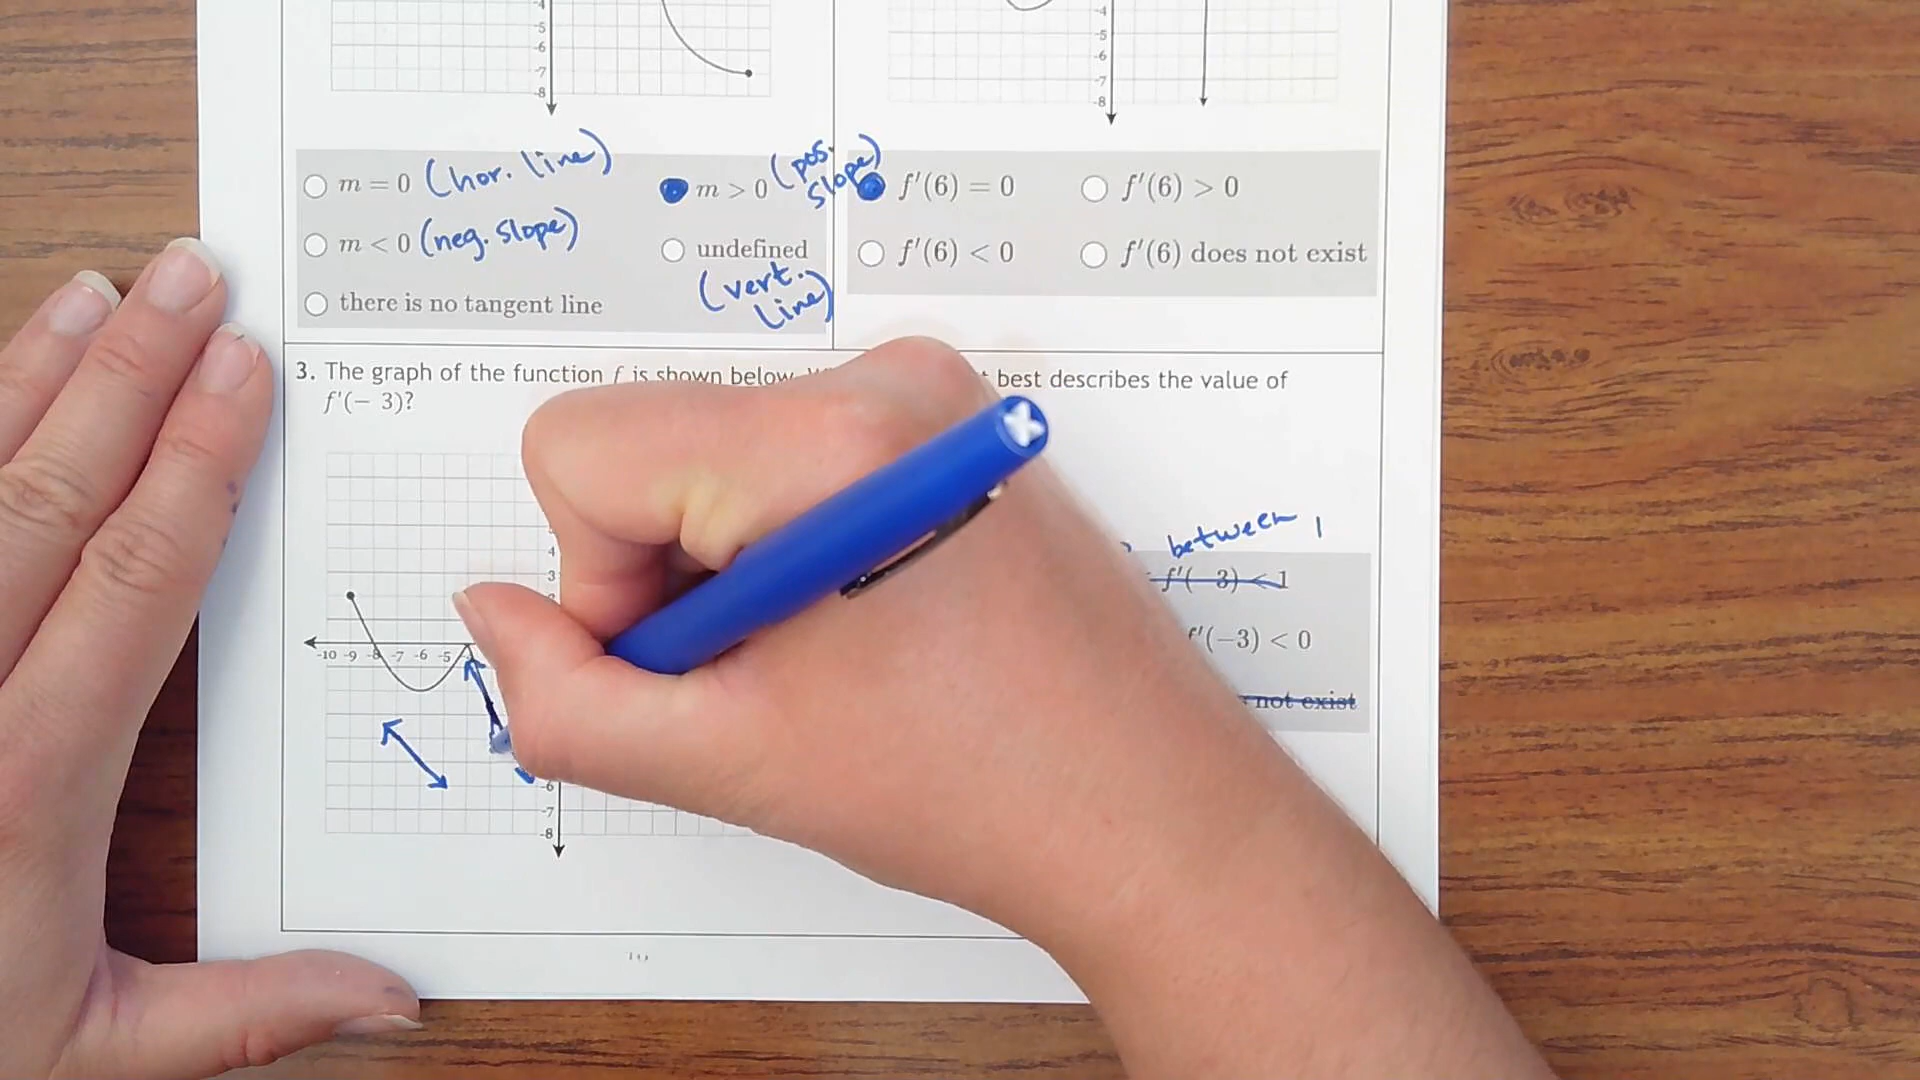 -4
-5
-6
-7
-8
-4
-5
-6
-7
-8
m = 0 (hor. line)
m > 0 (pos. slope)
m < 0 (neg. slope)
undefined
(vert. line)
there is no tangent line
f'(6) = 0
f'(6) > 0
f'(6) < 0
f'(6) does not exist
3. The graph of the function f is shown below. best describes the value of
f'(− 3)?
4
3
-10 -9 -8 -7 -6 -5
-6
-7
-8
between 1
f'(-3) < 1
f'(−3) < 0
not exist